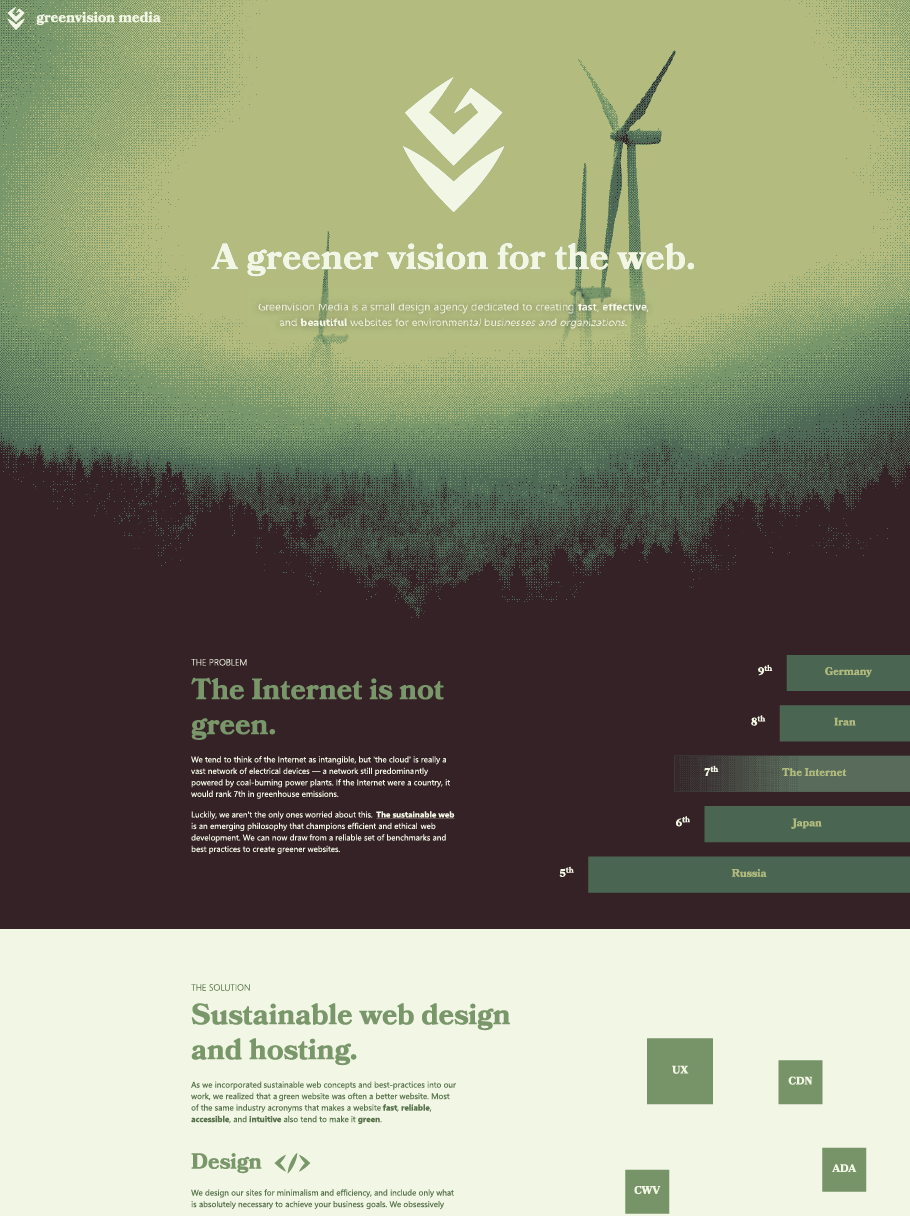 greenvision media
A greener vision for the web.
Greenvision Media is a small design agency dedicated to creating fast, effective,
and beautiful websites for environmental businesses and organizations.
THE PROBLEM
The Internet is not
green.
We tend to think of the Internet as intangible, but 'the cloud' is really a
vast network of electrical devices — a network still predominantly
powered by coal-burning power plants. If the Internet were a country, it
would rank 7th in greenhouse emissions.
Luckily, we aren't the only ones worried about this. The sustainable web
is an emerging philosophy that champions efficient and ethical web
development. We can now draw from a reliable set of benchmarks and
best practices to create greener websites.
9th Germany
8th Iran
7th The Internet
6th Japan
5th Russia
THE SOLUTION
Sustainable web design
and hosting.
As we incorporated sustainable web concepts and best-practices into our
work, we realized that a green website was often a better website. Most
of the same industry acronyms that makes a website fast, reliable,
accessible, and intuitive also tend to make it green.
Design </>
We design our sites for minimalism and efficiency, and include only what
is absolutely necessary to achieve your business goals. We obsessively
UX
CDN
ADA
CWV